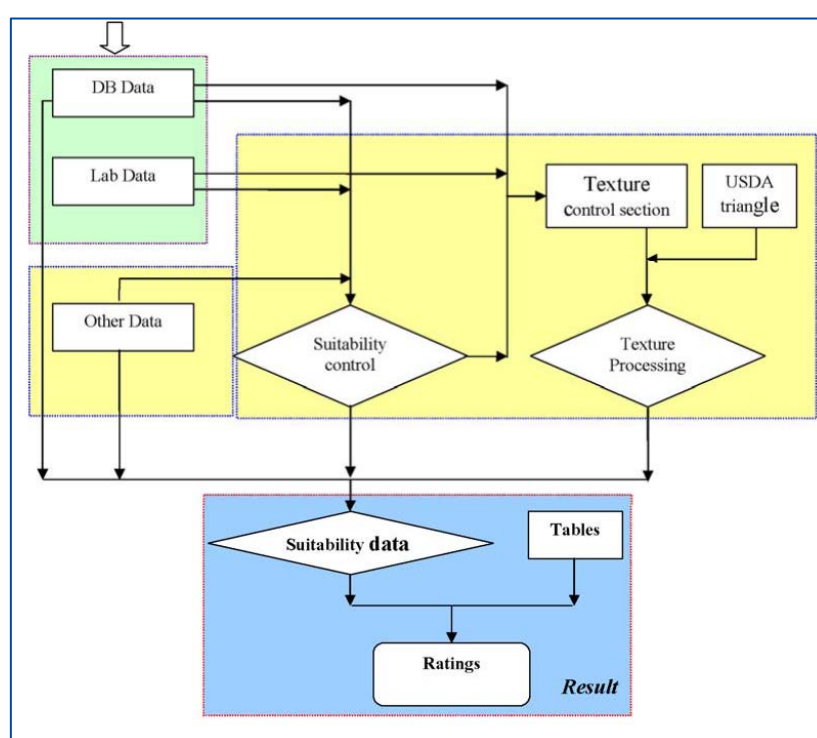 DB Data
Lab Data
Texture
control section
USDA
triangle
Other Data
Suitability
control
Texture
Processing
Suitability data
Tables
Ratings
Result